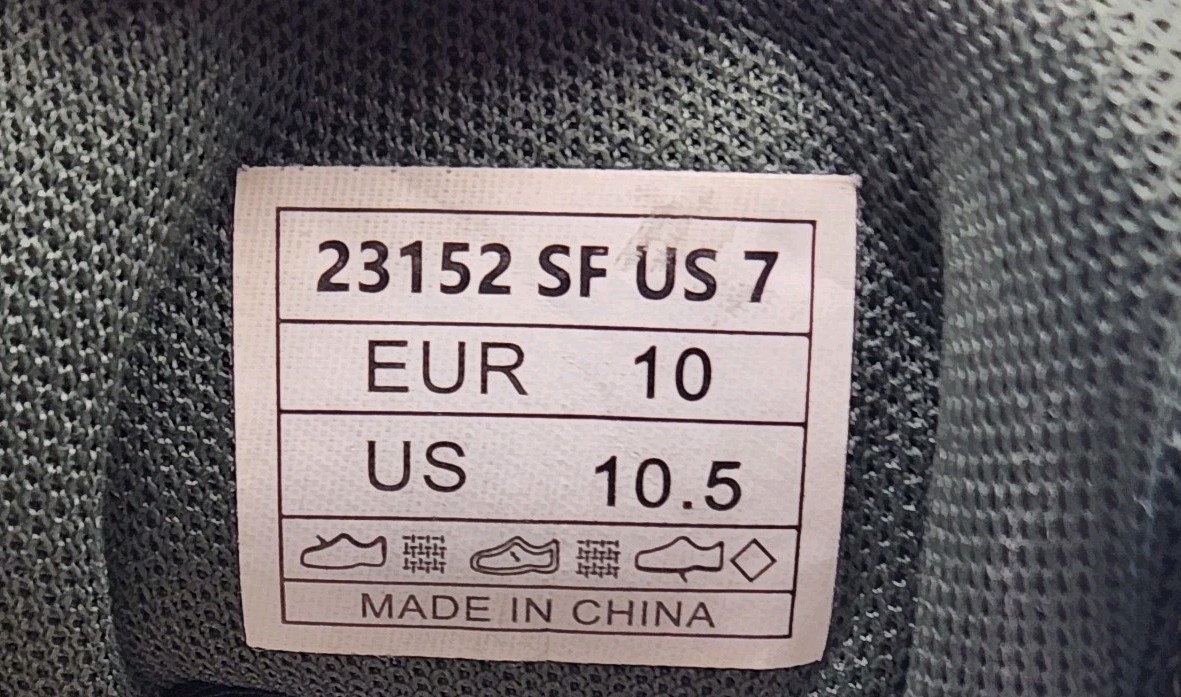 23152 SF US 7
EUR 10
US 10.5
MADE IN CHINA